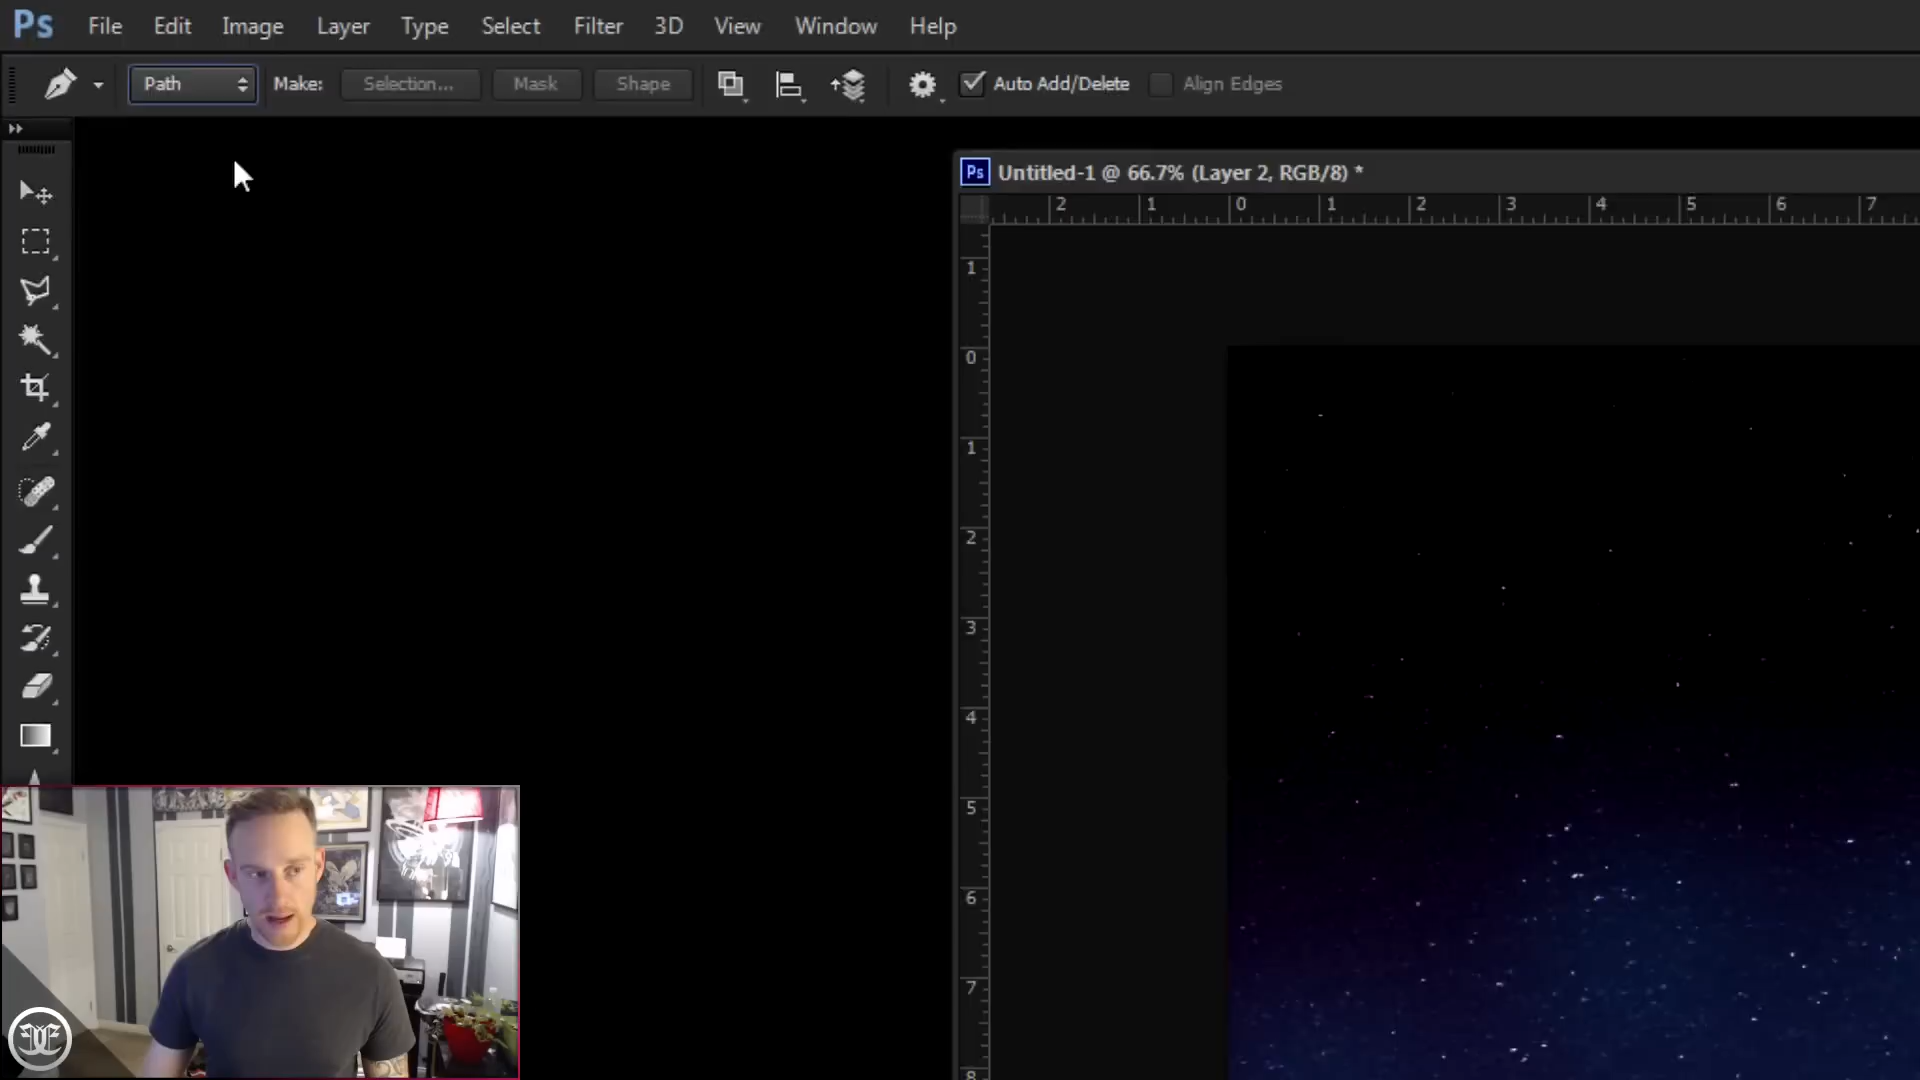 Ps File Edit Image Layer Type Select Filter 3D View Window Help
Path Make: Selection... Mask Shape Auto Add/Delete Align Edges
Ps Untitled-1 @ 66.7% (Layer 2, RGB/8) *
2 1 0 1 2 3 4 5 6 7
1
0
1
2
3
4
5
6
7
8